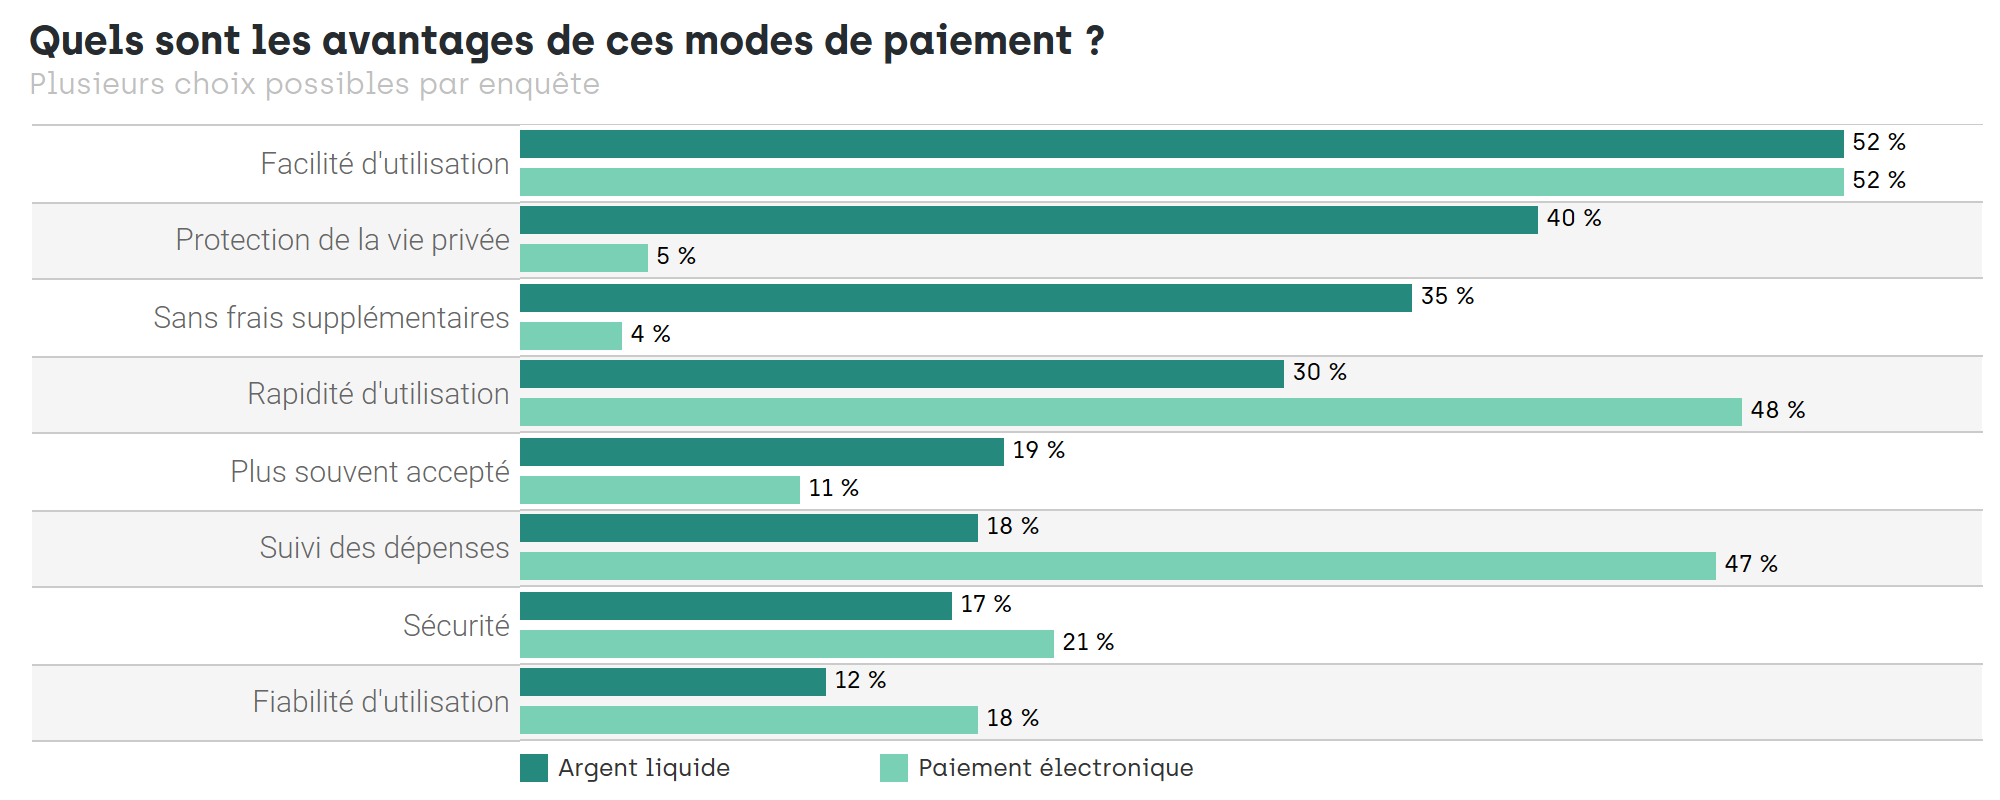 Quels sont les avantages de ces modes de paiement ?
Plusieurs choix possibles par enquête
Facilité d'utilisation
52 %
52 %
Protection de la vie privée
40 %
5 %
Sans frais supplémentaires
35 %
4 %
Rapidité d'utilisation
30 %
48 %
Plus souvent accepté
19 %
11 %
Suivi des dépenses
18 %
47 %
Sécurité
17 %
21 %
Fiabilité d'utilisation
12 %
18 %
Argent liquide
Paiement électronique